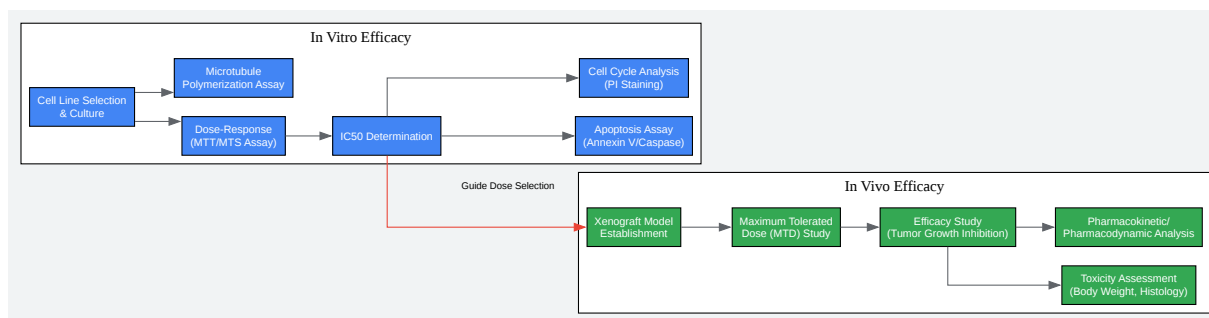 In Vitro Efficacy
Microtubule
Polymerization Assay
Cell Cycle Analysis
(PI Staining)
Cell Line Selection
& Culture
Dose-Response
(MTT/MTS Assay)
IC50 Determination
Apoptosis Assay
(Annexin V/Caspase)
Guide Dose Selection
In Vivo Efficacy
Xenograft Model
Establishment
Maximum Tolerated
Dose (MTD) Study
Efficacy Study
(Tumor Growth Inhibition)
Pharmacokinetic/
Pharmacodynamic Analysis
Toxicity Assessment
(Body Weight, Histology)